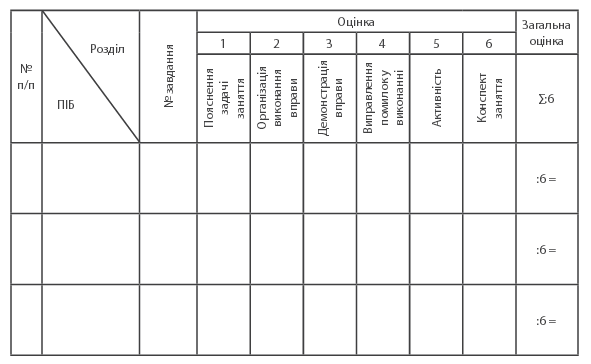 №
п/п
Розділ
ПІБ
№ завдання
Оцінка
1
2
3
4
5
6
Пояснення
задачі
заняття
Організація
виконання
вправи
Демонстрація
вправи
Виправлення
помилок у
виконанні
Активність
Конспект
заняття
Загальна
оцінка
∑:6
:6 =
:6 =
:6 =